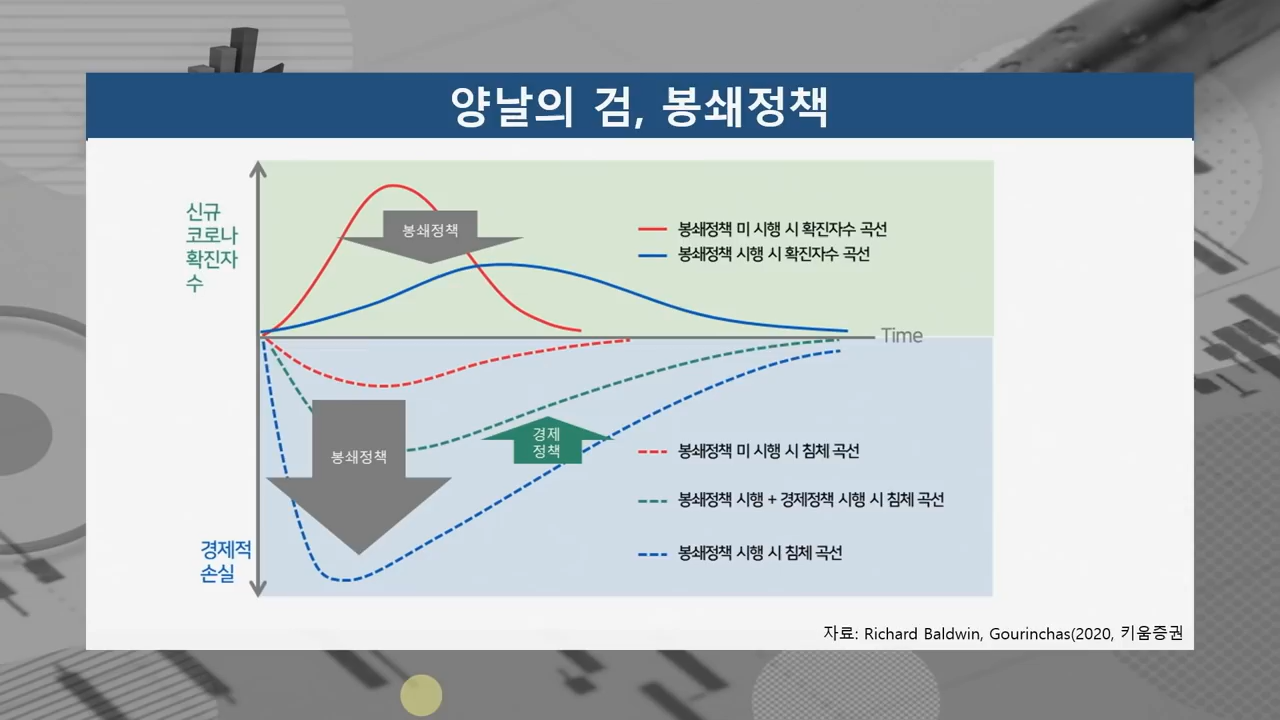 양날의 검, 봉쇄정책
신규
코로나
확진자
수
봉쇄정책
봉쇄정책 미 시행 시 확진자수 곡선
봉쇄정책 시행 시 확진자수 곡선
Time
봉쇄정책
경제
정책
봉쇄정책 미 시행 시 침체 곡선
봉쇄정책 시행 + 경제정책 시행 시 침체 곡선
봉쇄정책 시행 시 침체 곡선
경제적
손실
자료: Richard Baldwin, Gourinchas(2020, 키움증권